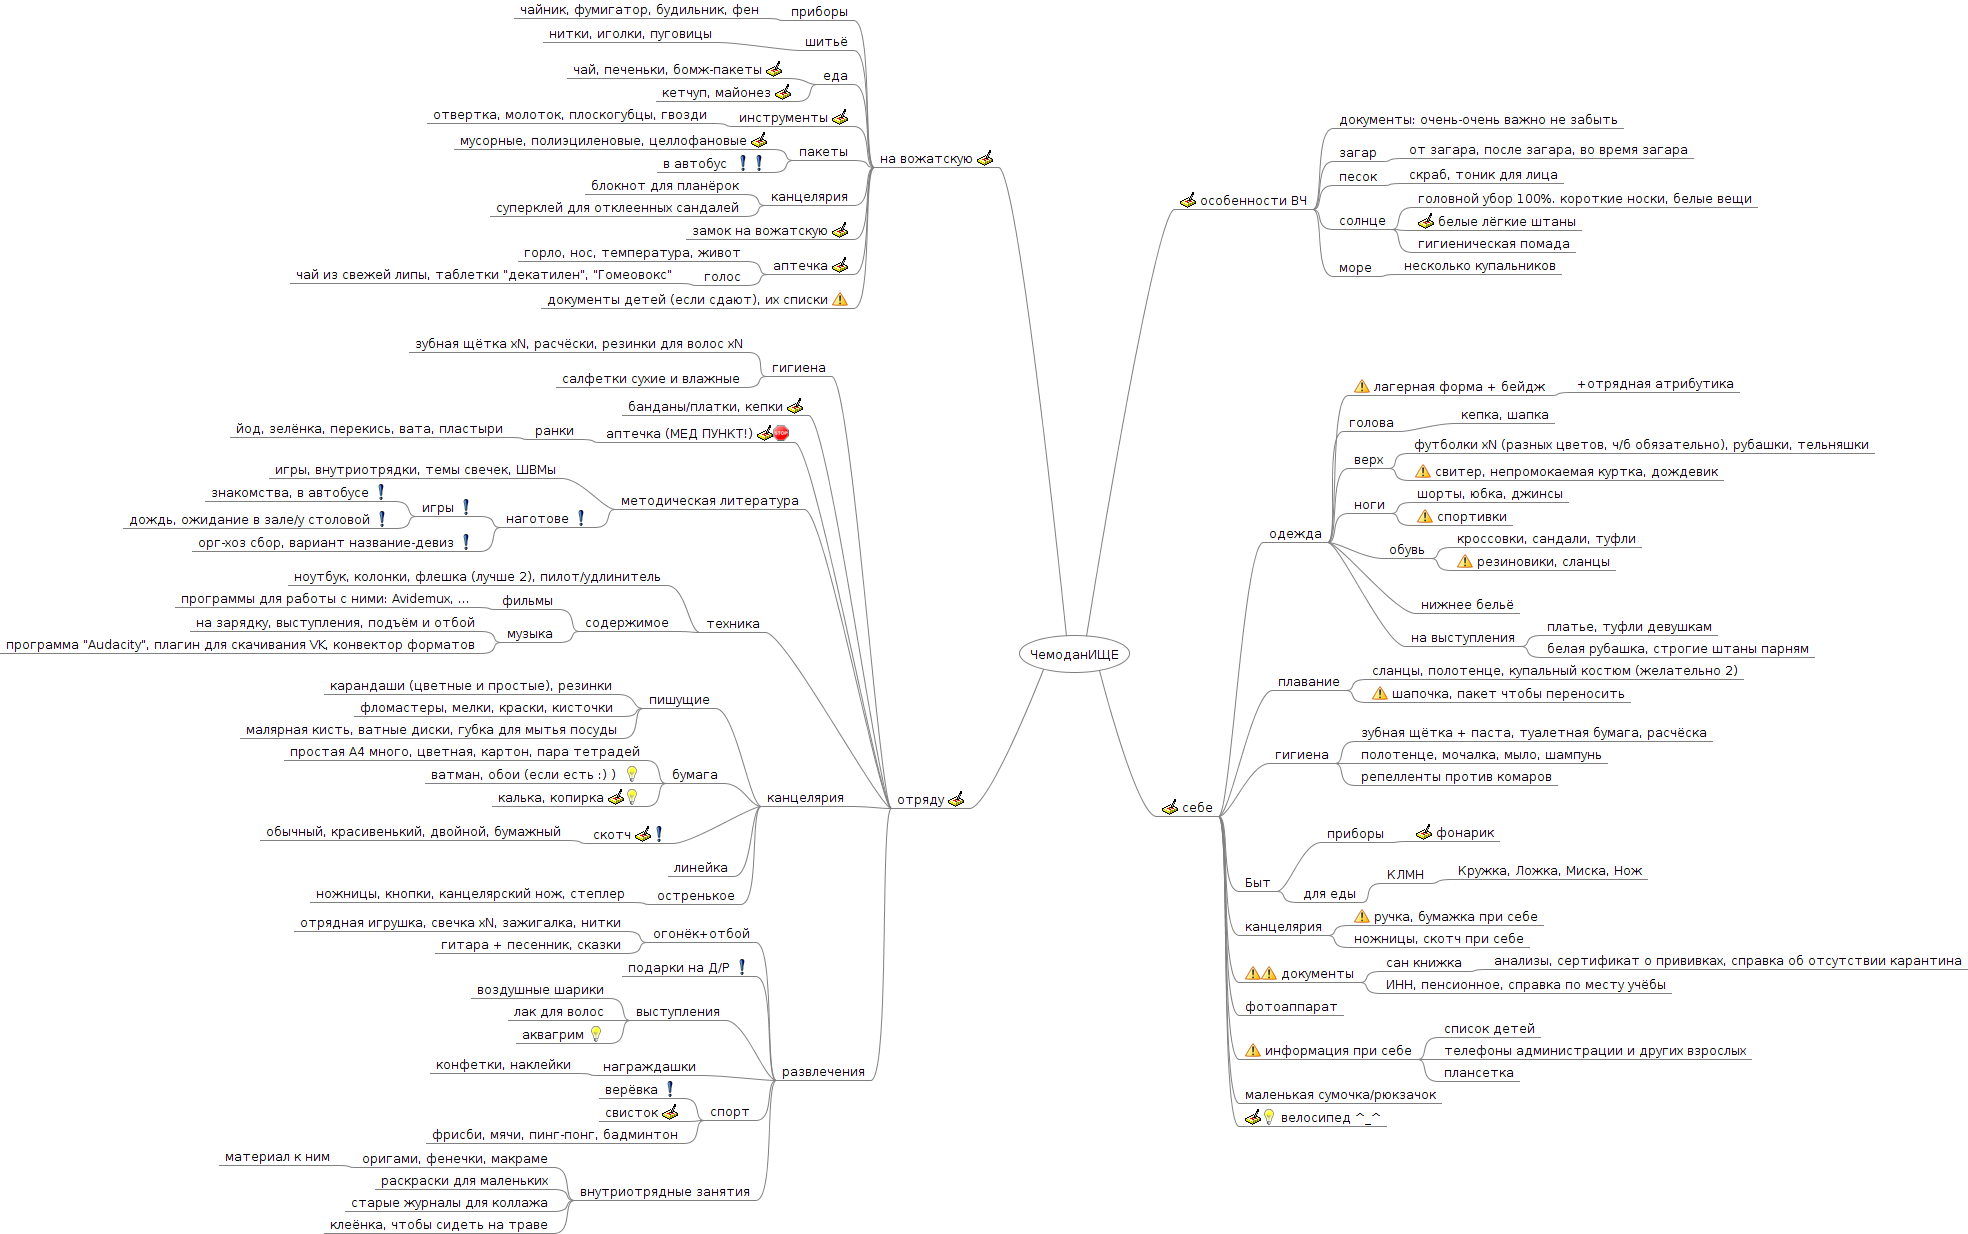 ЧемоданИЩЕ
на вожатскую
приборы
чайник, фумигатор, будильник, фен
шитьё
нитки, иголки, пуговицы
еда
чай, печеньки, бомж-пакеты
кетчуп, майонез
инструменты
отвертка, молоток, плоскогубцы, гвозди
пакеты
мусорные, полиэциленовые, целлофановые
в автобус
канцелярия
блокнот для планёрок
суперклей для отклеенных сандалей
замок на вожатскую
аптечка
горло, нос, температура, живот
голос
чай из свежей липы, таблетки "декатилен", "Гомеовокс"
документы детей (если сдают), их списки
отряду
гигиена
зубная щётка xN, расчёски, резинки для волос xN
салфетки сухие и влажные
банданы/платки, кепки
аптечка (МЕД ПУНКТ!)
STOP
ранки
йод, зелёнка, перекись, вата, пластыри
методическая литература
игры, внутриотрядки, темы свечек, ШВМы
наготове
игры
знакомства, в автобусе
дождь, ожидание в зале/у столовой
орг-хоз сбор, вариант название-девиз
техника
ноутбук, колонки, флешка (лучше 2), пилот/удлинитель
содержимое
фильмы
программы для работы с ними: Avidemux, ...
музыка
на зарядку, выступления, подъём и отбой
программа "Audacity", плагин для скачивания VK, конвектор форматов
канцелярия
пишущие
карандаши (цветные и простые), резинки
фломастеры, мелки, краски, кисточки
малярная кисть, ватные диски, губка для мытья посуды
бумага
простая А4 много, цветная, картон, пара тетрадей
ватман, обои (если есть :) )
калька, копирка
скотч
обычный, красивенький, двойной, бумажный
линейка
остренькое
ножницы, кнопки, канцелярский нож, степлер
развлечения
огонёк+отбой
отрядная игрушка, свечка xN, зажигалка, нитки
гитара + песенник, сказки
подарки на Д/Р
выступления
воздушные шарики
лак для волос
аквагрим
награждашки
конфетки, наклейки
спорт
верёвка
свисток
фрисби, мячи, пинг-понг, бадминтон
внутриотрядные занятия
оригами, фенечки, макраме
материал к ним
раскраски для маленьких
старые журналы для коллажа
клеёнка, чтобы сидеть на траве
особенности ВЧ
документы: очень-очень важно не забыть
загар
от загара, после загара, во время загара
песок
скраб, тоник для лица
солнце
головной убор 100%. короткие носки, белые вещи
белые лёгкие штаны
гигиеническая помада
море
несколько купальников
себе
одежда
лагерная форма + бейдж
+отрядная атрибутика
голова
кепка, шапка
верх
футболки xN (разных цветов, ч/б обязательно), рубашки, тельняшки
свитер, непромокаемая куртка, дождевик
ноги
шорты, юбка, джинсы
спортивки
обувь
кроссовки, сандали, туфли
резиновики, сланцы
нижнее бельё
на выступления
платье, туфли девушкам
белая рубашка, строгие штаны парням
плавание
сланцы, полотенце, купальный костюм (желательно 2)
шапочка, пакет чтобы переносить
гигиена
зубная щётка + паста, туалетная бумага, расчёска
полотенце, мочалка, мыло, шампунь
репелленты против комаров
Быт
приборы
фонарик
для еды
КЛМН
Кружка, Ложка, Миска, Нож
канцелярия
ручка, бумажка при себе
ножницы, скотч при себе
документы
сан книжка
анализы, сертификат о прививках, справка об отсутствии карантина
ИНН, пенсионное, справка по месту учёбы
фотоаппарат
информация при себе
список детей
телефоны администрации и других взрослых
плансетка
маленькая сумочка/рюкзачок
велосипед ^_^